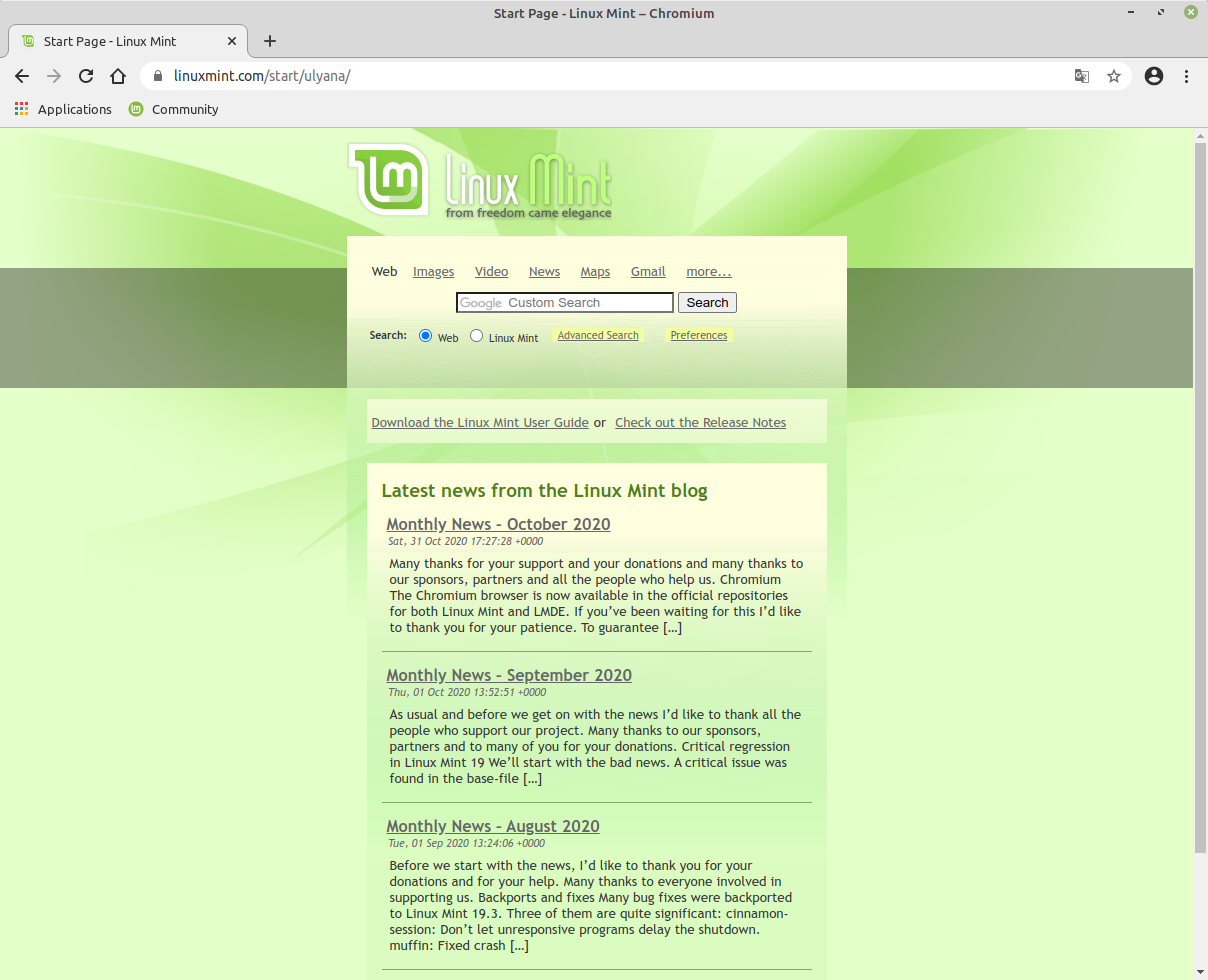 Start Page - Linux Mint – Chromium
Start Page - Linux Mint
linuxmint.com/start/ulyana/
Applications Community
Linux Mint
from freedom came elegance
Web Images Video News Maps Gmail more...
Google Custom Search Search
Search: Web Linux Mint Advanced Search Preferences
Download the Linux Mint User Guide or Check out the Release Notes
Latest news from the Linux Mint blog
Monthly News – October 2020
Sat, 31 Oct 2020 17:27:28 +0000
Many thanks for your support and your donations and many thanks to
our sponsors, partners and all the people who help us. Chromium
The Chromium browser is now available in the official repositories
for both Linux Mint and LMDE. If you’ve been waiting for this I’d like
to thank you for your patience. To guarantee […]
Monthly News – September 2020
Thu, 01 Oct 2020 13:52:51 +0000
As usual and before we get on with the news I’d like to thank all the
people who support our project. Many thanks to our sponsors,
partners and to many of you for your donations. Critical regression
in Linux Mint 19 We’ll start with the bad news. A critical issue was
found in the base-file […]
Monthly News – August 2020
Tue, 01 Sep 2020 13:24:06 +0000
Before we start with the news, I’d like to thank you for your
donations and for your help. Many thanks to everyone involved in
supporting us. Backports and fixes Many bug fixes were backported
to Linux Mint 19.3. Three of them are quite significant: cinnamon-
session: Don’t let unresponsive programs delay the shutdown.
muffin: Fixed crash […]